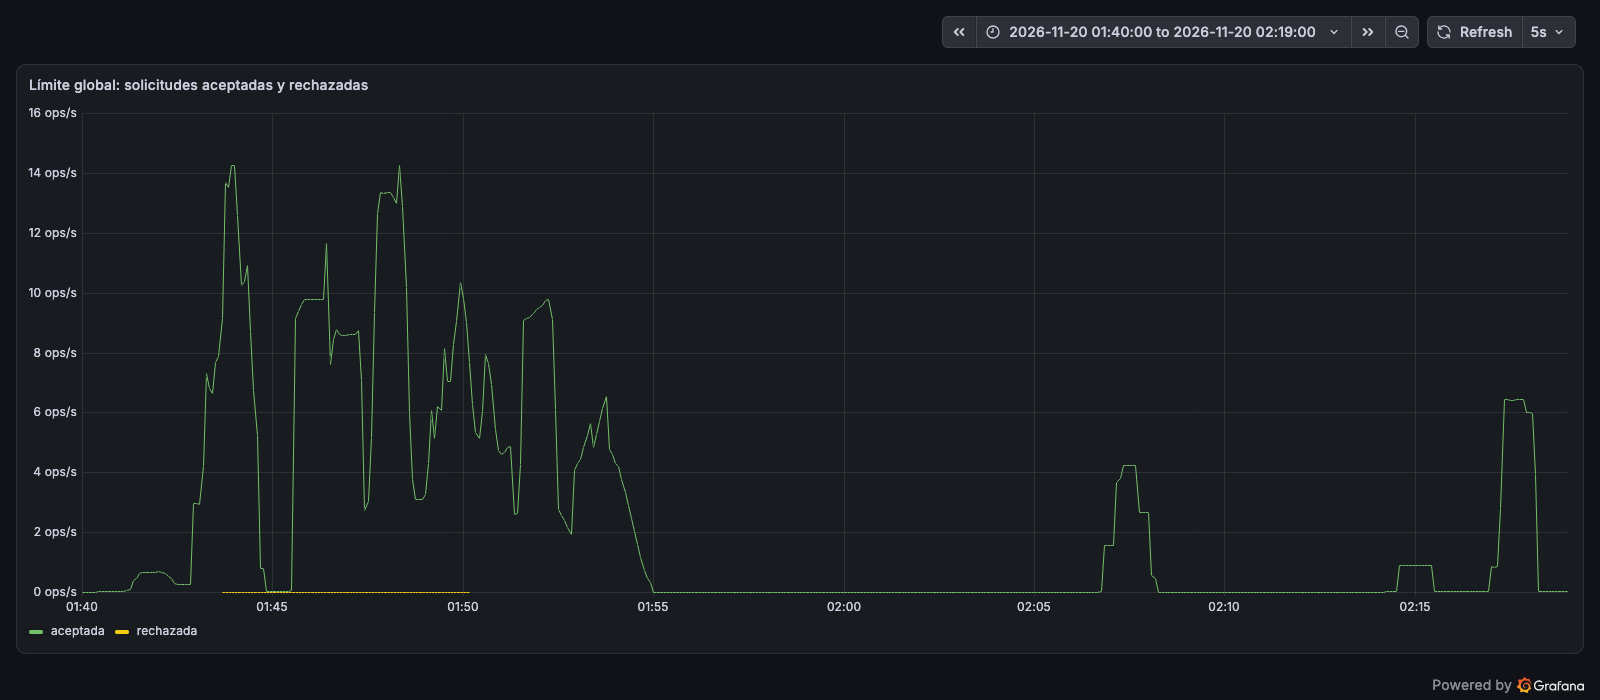 2026-11-20 01:40:00 to 2026-11-20 02:19:00 Refresh 5s
Límite global: solicitudes aceptadas y rechazadas
16 ops/s
14 ops/s
12 ops/s
10 ops/s
8 ops/s
6 ops/s
4 ops/s
2 ops/s
0 ops/s
01:40 01:45 01:50 01:55 02:00 02:05 02:10 02:15
aceptada rechazada
Powered by Grafana